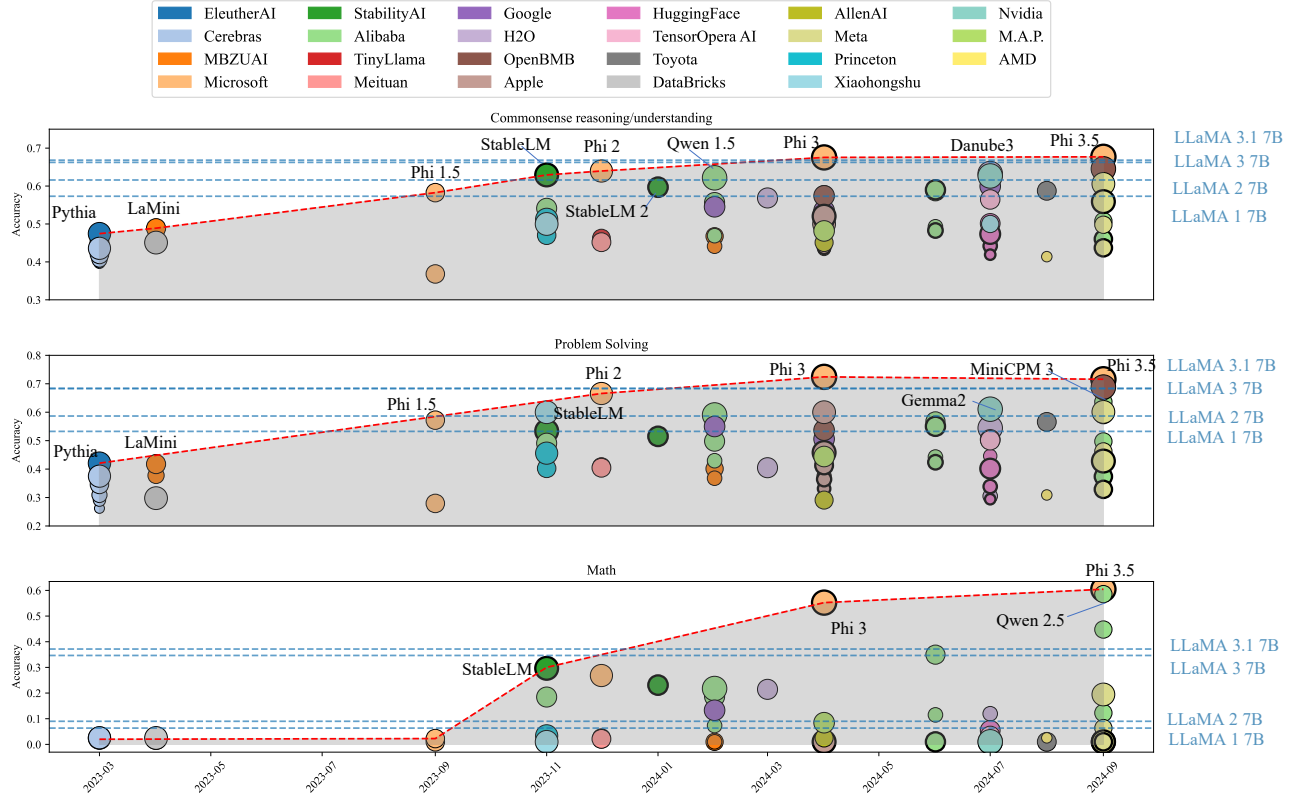 EleutherAI StabilityAI Google HuggingFace AllenAI Nvidia
Cerebras Alibaba H2O TensorOpera AI Meta M.A.P.
MBZUAI TinyLlama OpenBMB Toyota Princeton AMD
Microsoft Meituan Apple DataBricks Xiaohongshu
Commonsense reasoning/understanding
Accuracy
0.7
0.6
0.5
0.4
0.3
Pythia
LaMini
Phi 1.5
StableLM
Phi 2
StableLM 2
Qwen 1.5
Phi 3
Danube3
Phi 3.5
LLaMA 3.1 7B
LLaMA 3 7B
LLaMA 2 7B
LLaMA 1 7B
Problem Solving
Accuracy
0.8
0.7
0.6
0.5
0.4
0.3
0.2
Pythia
LaMini
Phi 1.5
StableLM
Phi 2
Phi 3
Gemma2
MiniCPM 3
Phi 3.5
LLaMA 3.1 7B
LLaMA 3 7B
LLaMA 2 7B
LLaMA 1 7B
Math
Accuracy
0.6
0.5
0.4
0.3
0.2
0.1
0.0
StableLM
Phi 3
Qwen 2.5
Phi 3.5
LLaMA 3.1 7B
LLaMA 3 7B
LLaMA 2 7B
LLaMA 1 7B
2023-03
2023-05
2023-07
2023-09
2023-11
2024-01
2024-03
2024-05
2024-07
2024-09